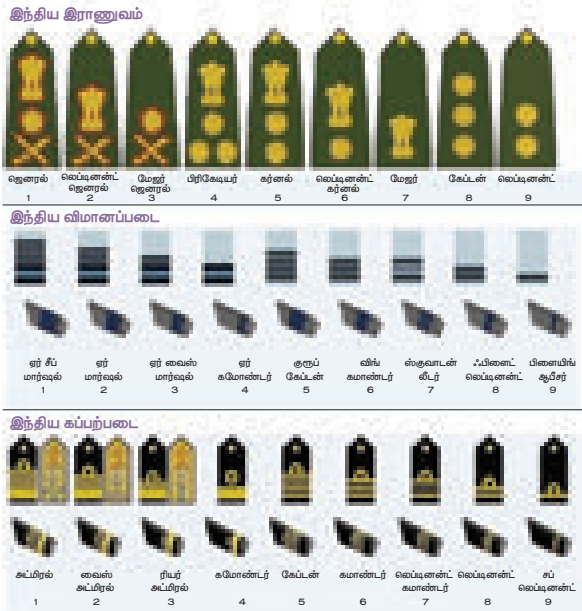 இந்திய இராணுவம்
ஜெனரல் லெப்டினன்ட் மேஜர் பிரிகேடியர் கர்னல் லெப்டினன்ட் மேஜர் கேப்டன் லெப்டினன்ட்
ஜெனரல் ஜெனரல் கர்னல்
1 2 3 4 5 6 7 8 9
இந்திய விமானப்படை
ஏர் சீப் ஏர் ஏர் வைஸ் ஏர் குரூப் விங் ஸ்குவாடன் ஃபிளைட் பிளையிங்
மார்ஷல் மார்ஷல் மார்ஷல் கமோண்டர் கேப்டன் கமாண்டர் லீடர் லெப்டினன்ட் ஆபீசர்
1 2 3 4 5 6 7 8 9
இந்திய கப்பற்படை
அட்மிரல் வைஸ் ரியர் கமோண்டர் கேப்டன் கமாண்டர் லெப்டினன்ட் லெப்டினன்ட் சப்
அட்மிரல் அட்மிரல் கமாண்டர் லெப்டினன்ட்
1 2 3 4 5 6 7 8 9